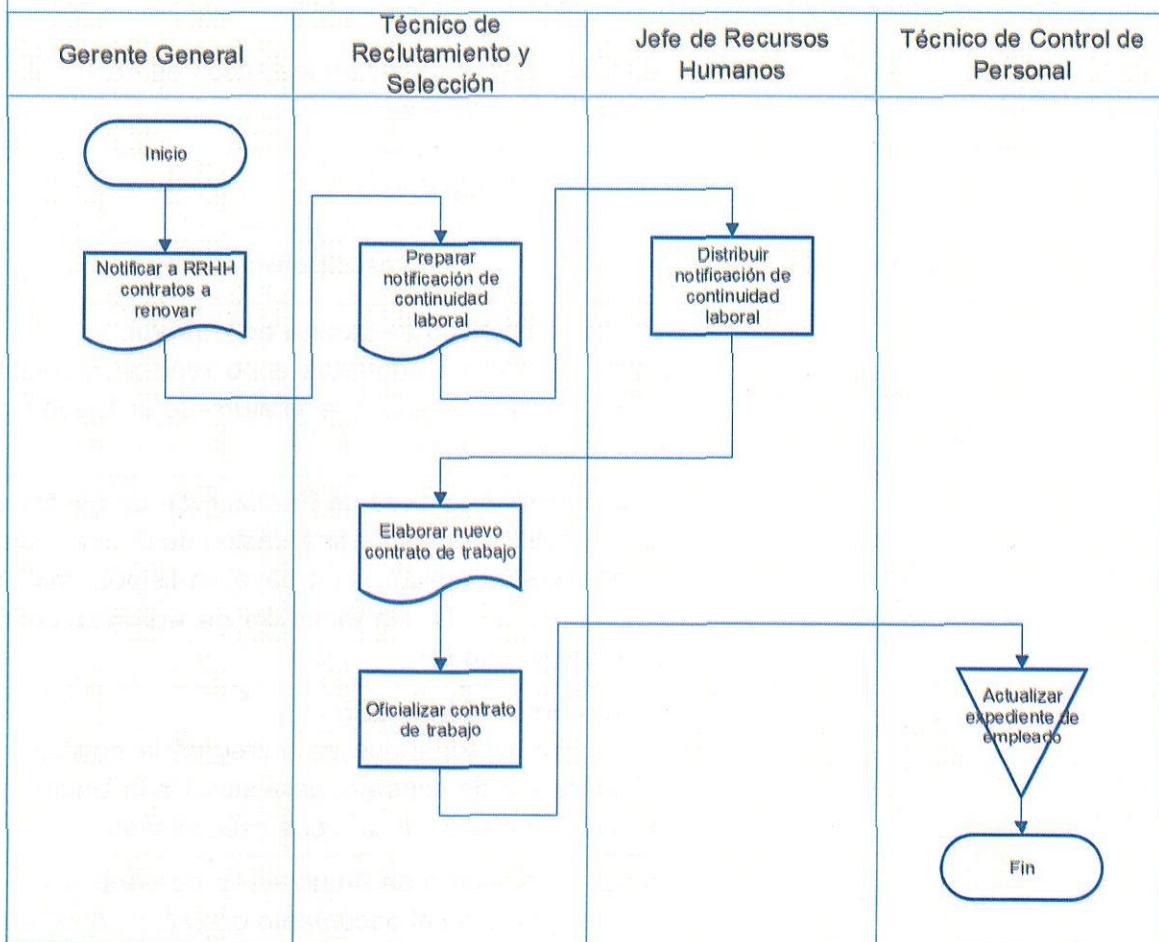 Gerente General
Técnico de
Reclutamiento y
Selección
Jefe de Recursos
Humanos
Técnico de Control de
Personal
Inicio
Notificar a RRHH
contratos a
renovar
Preparar
notificación de
continuidad
laboral
Distribuir
notificación de
continuidad
laboral
Elaborar nuevo
contrato de trabajo
Oficializar contrato
de trabajo
Actualizar
expediente de
empleado
Fin